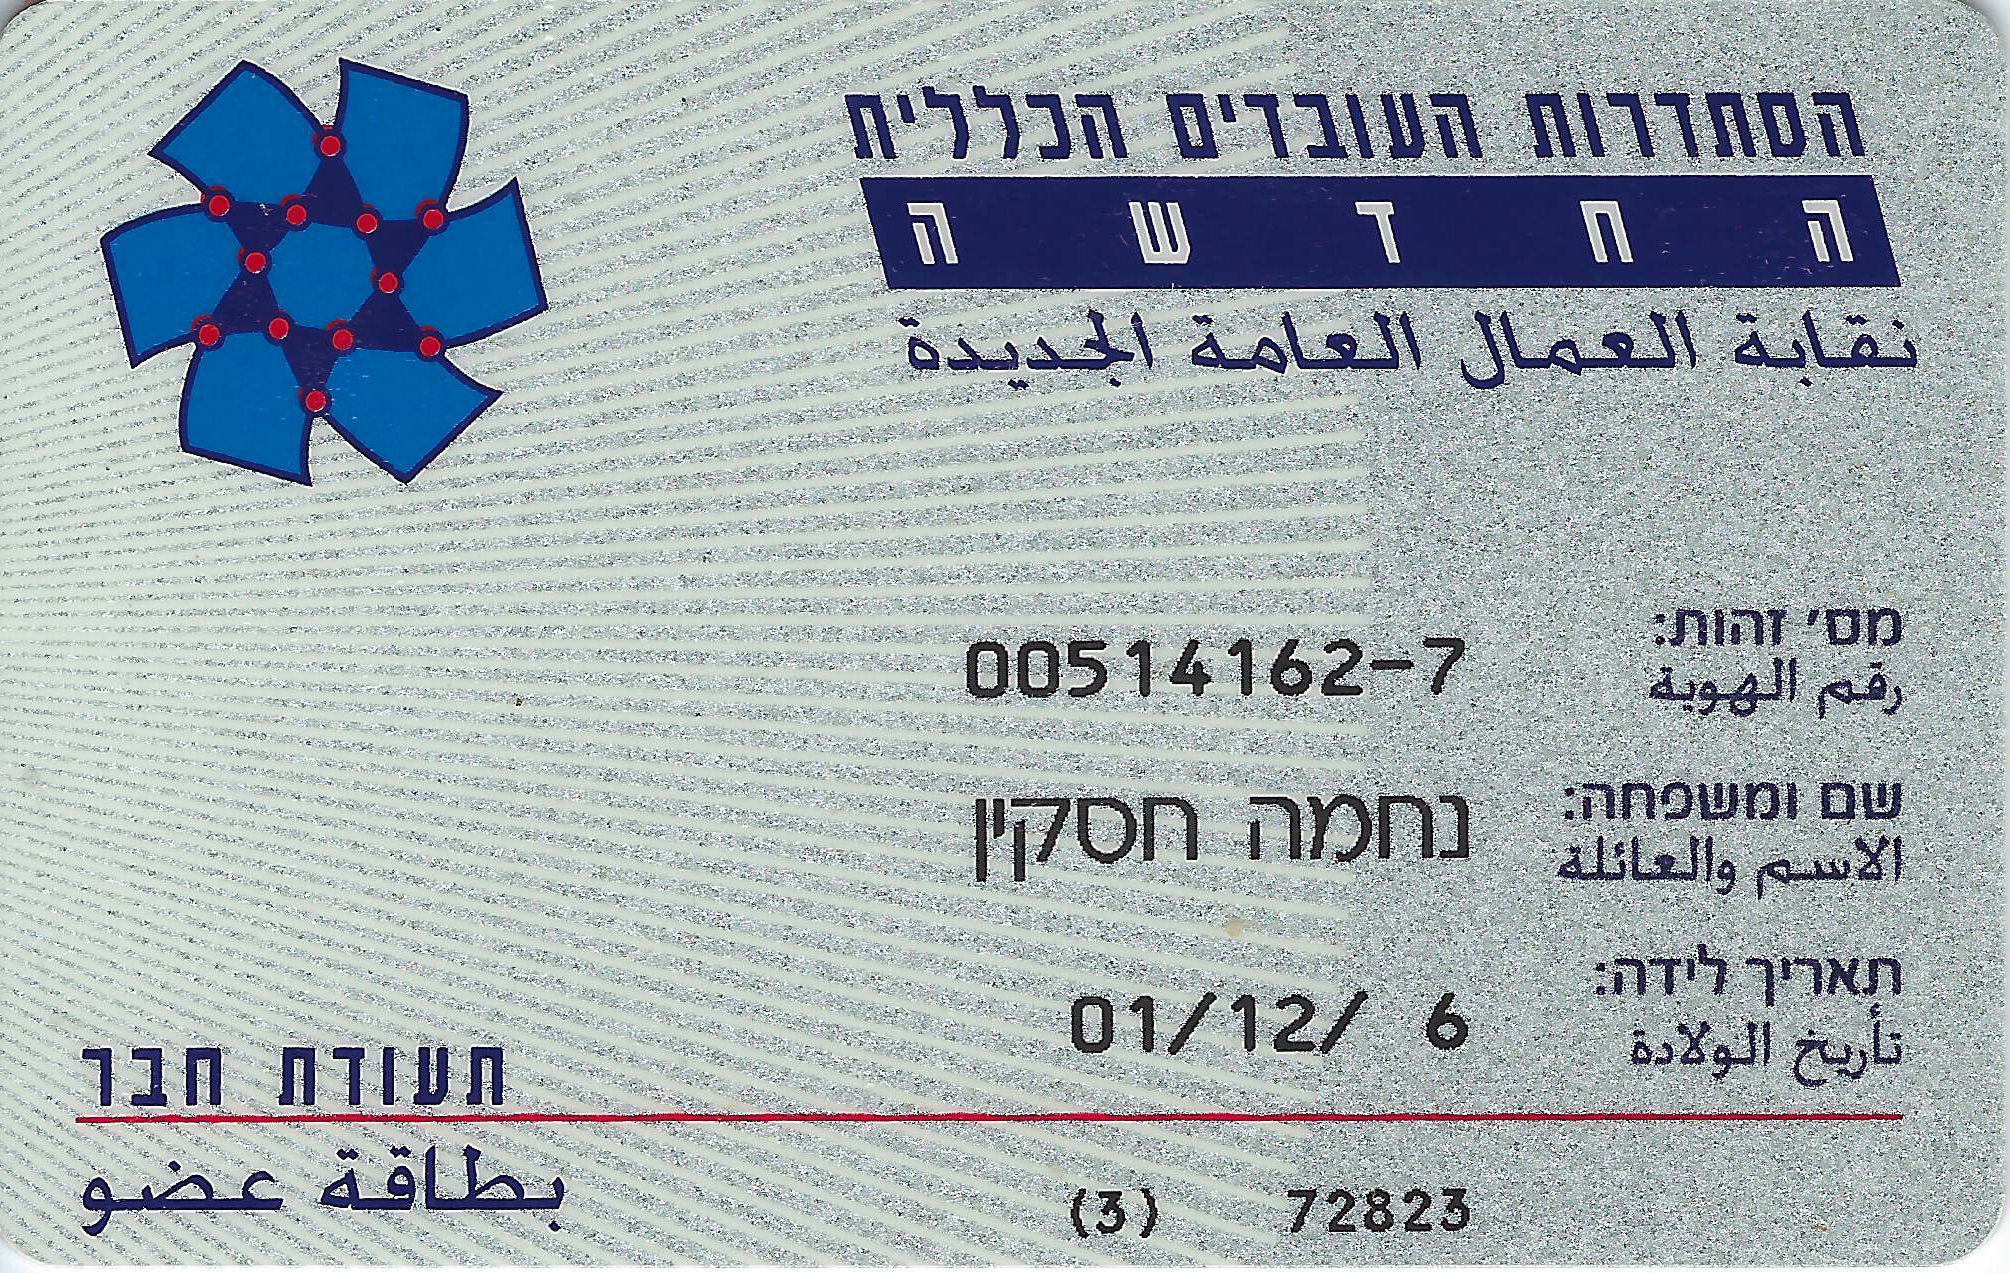 הסתדרות העובדים הכללית
החדשה
نقابة العمال العامة الجديدة
מס' זהות: 00514162-7
رقم الهوية
שם ומשפחה: נחמה חסקין
الاسم والعائلة
תאריך לידה: 01/12/ 6
تأريخ الولادة
תעודת חבר
بطاقة عضو
72823 (3)